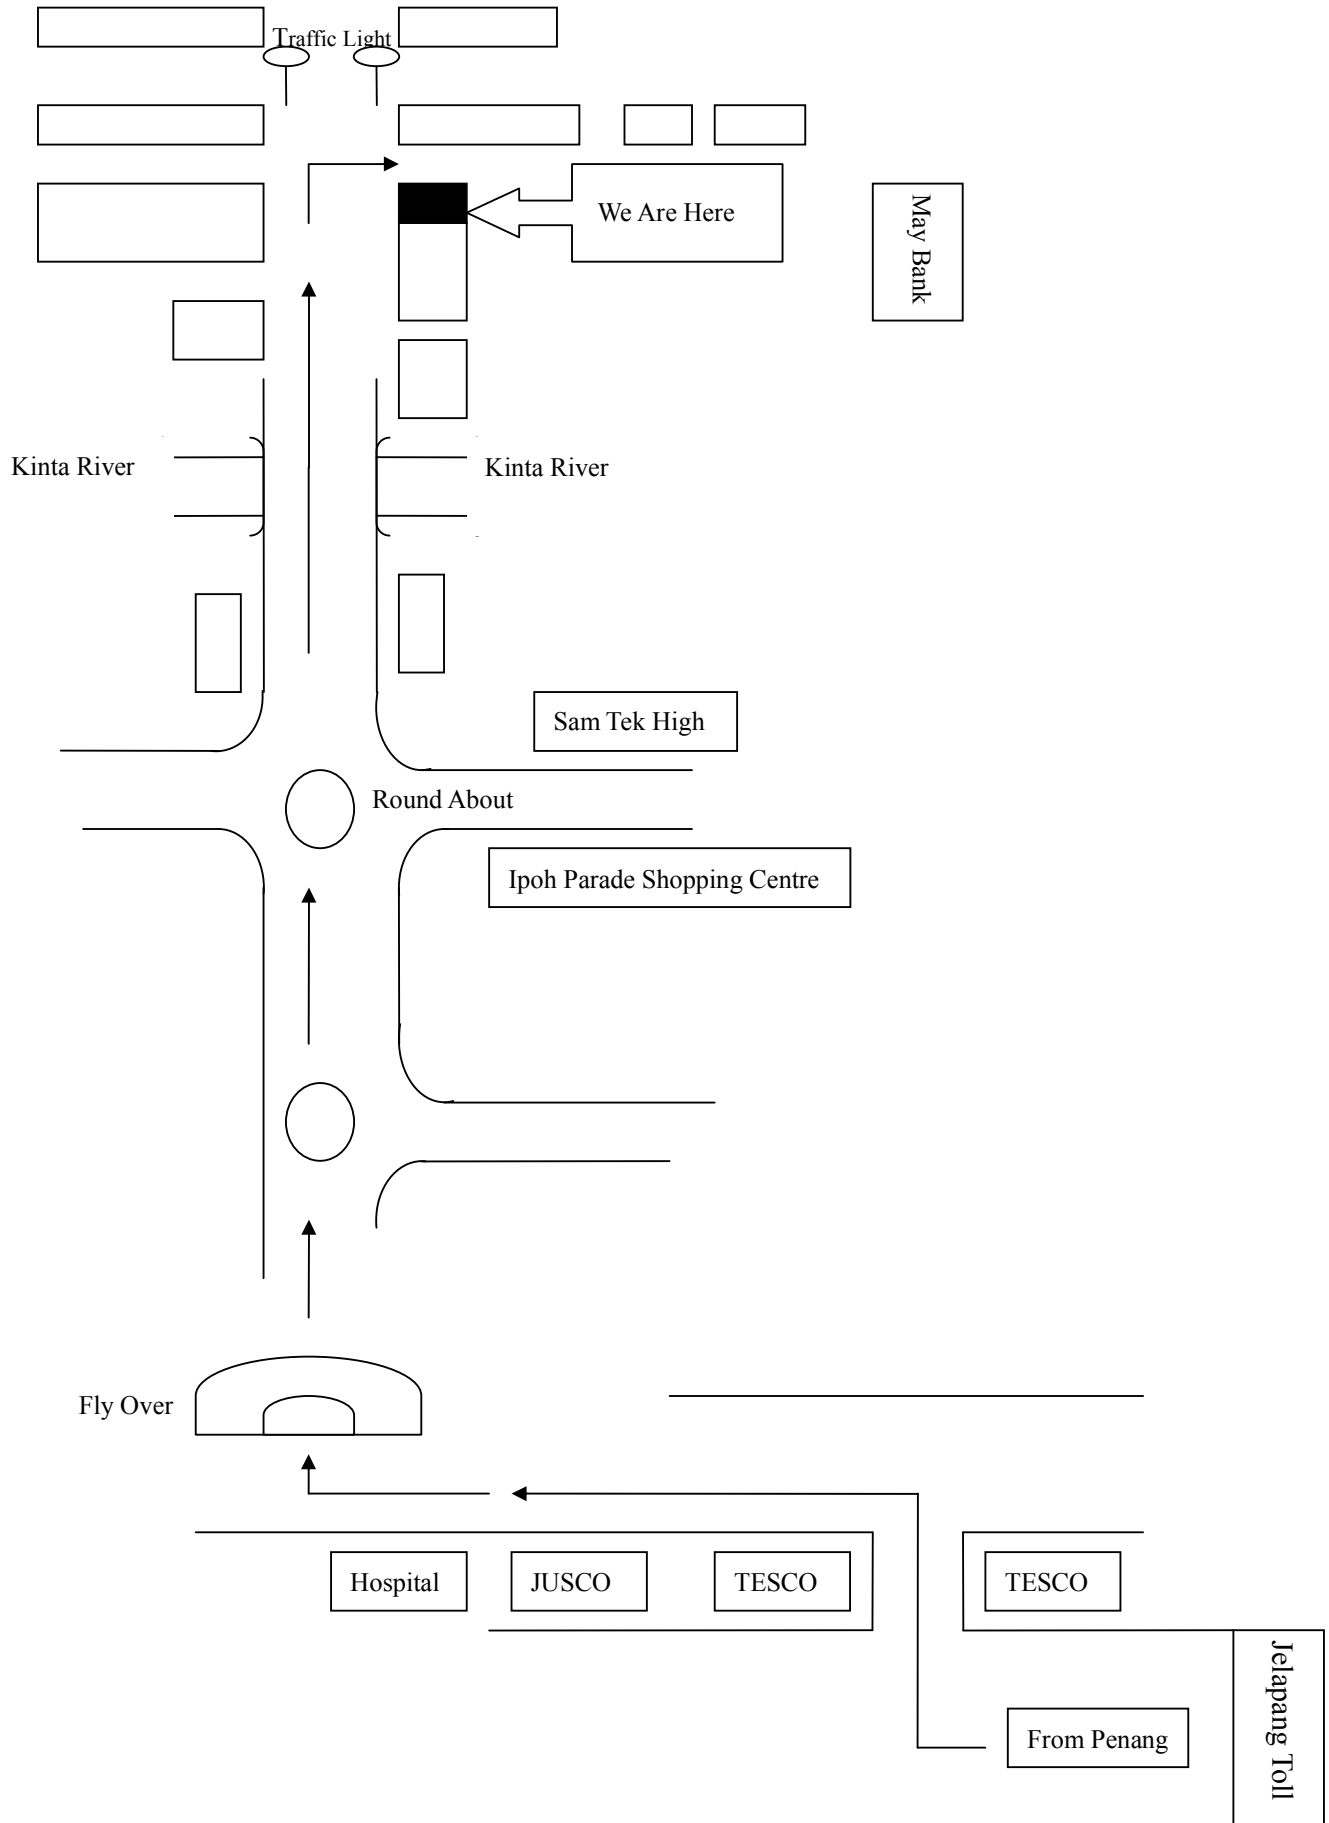 Traffic Light
We Are Here
May Bank
Kinta River
Kinta River
Sam Tek High
Round About
Ipoh Parade Shopping Centre
Fly Over
Hospital
JUSCO
TESCO
TESCO
Jelapang Toll
From Penang